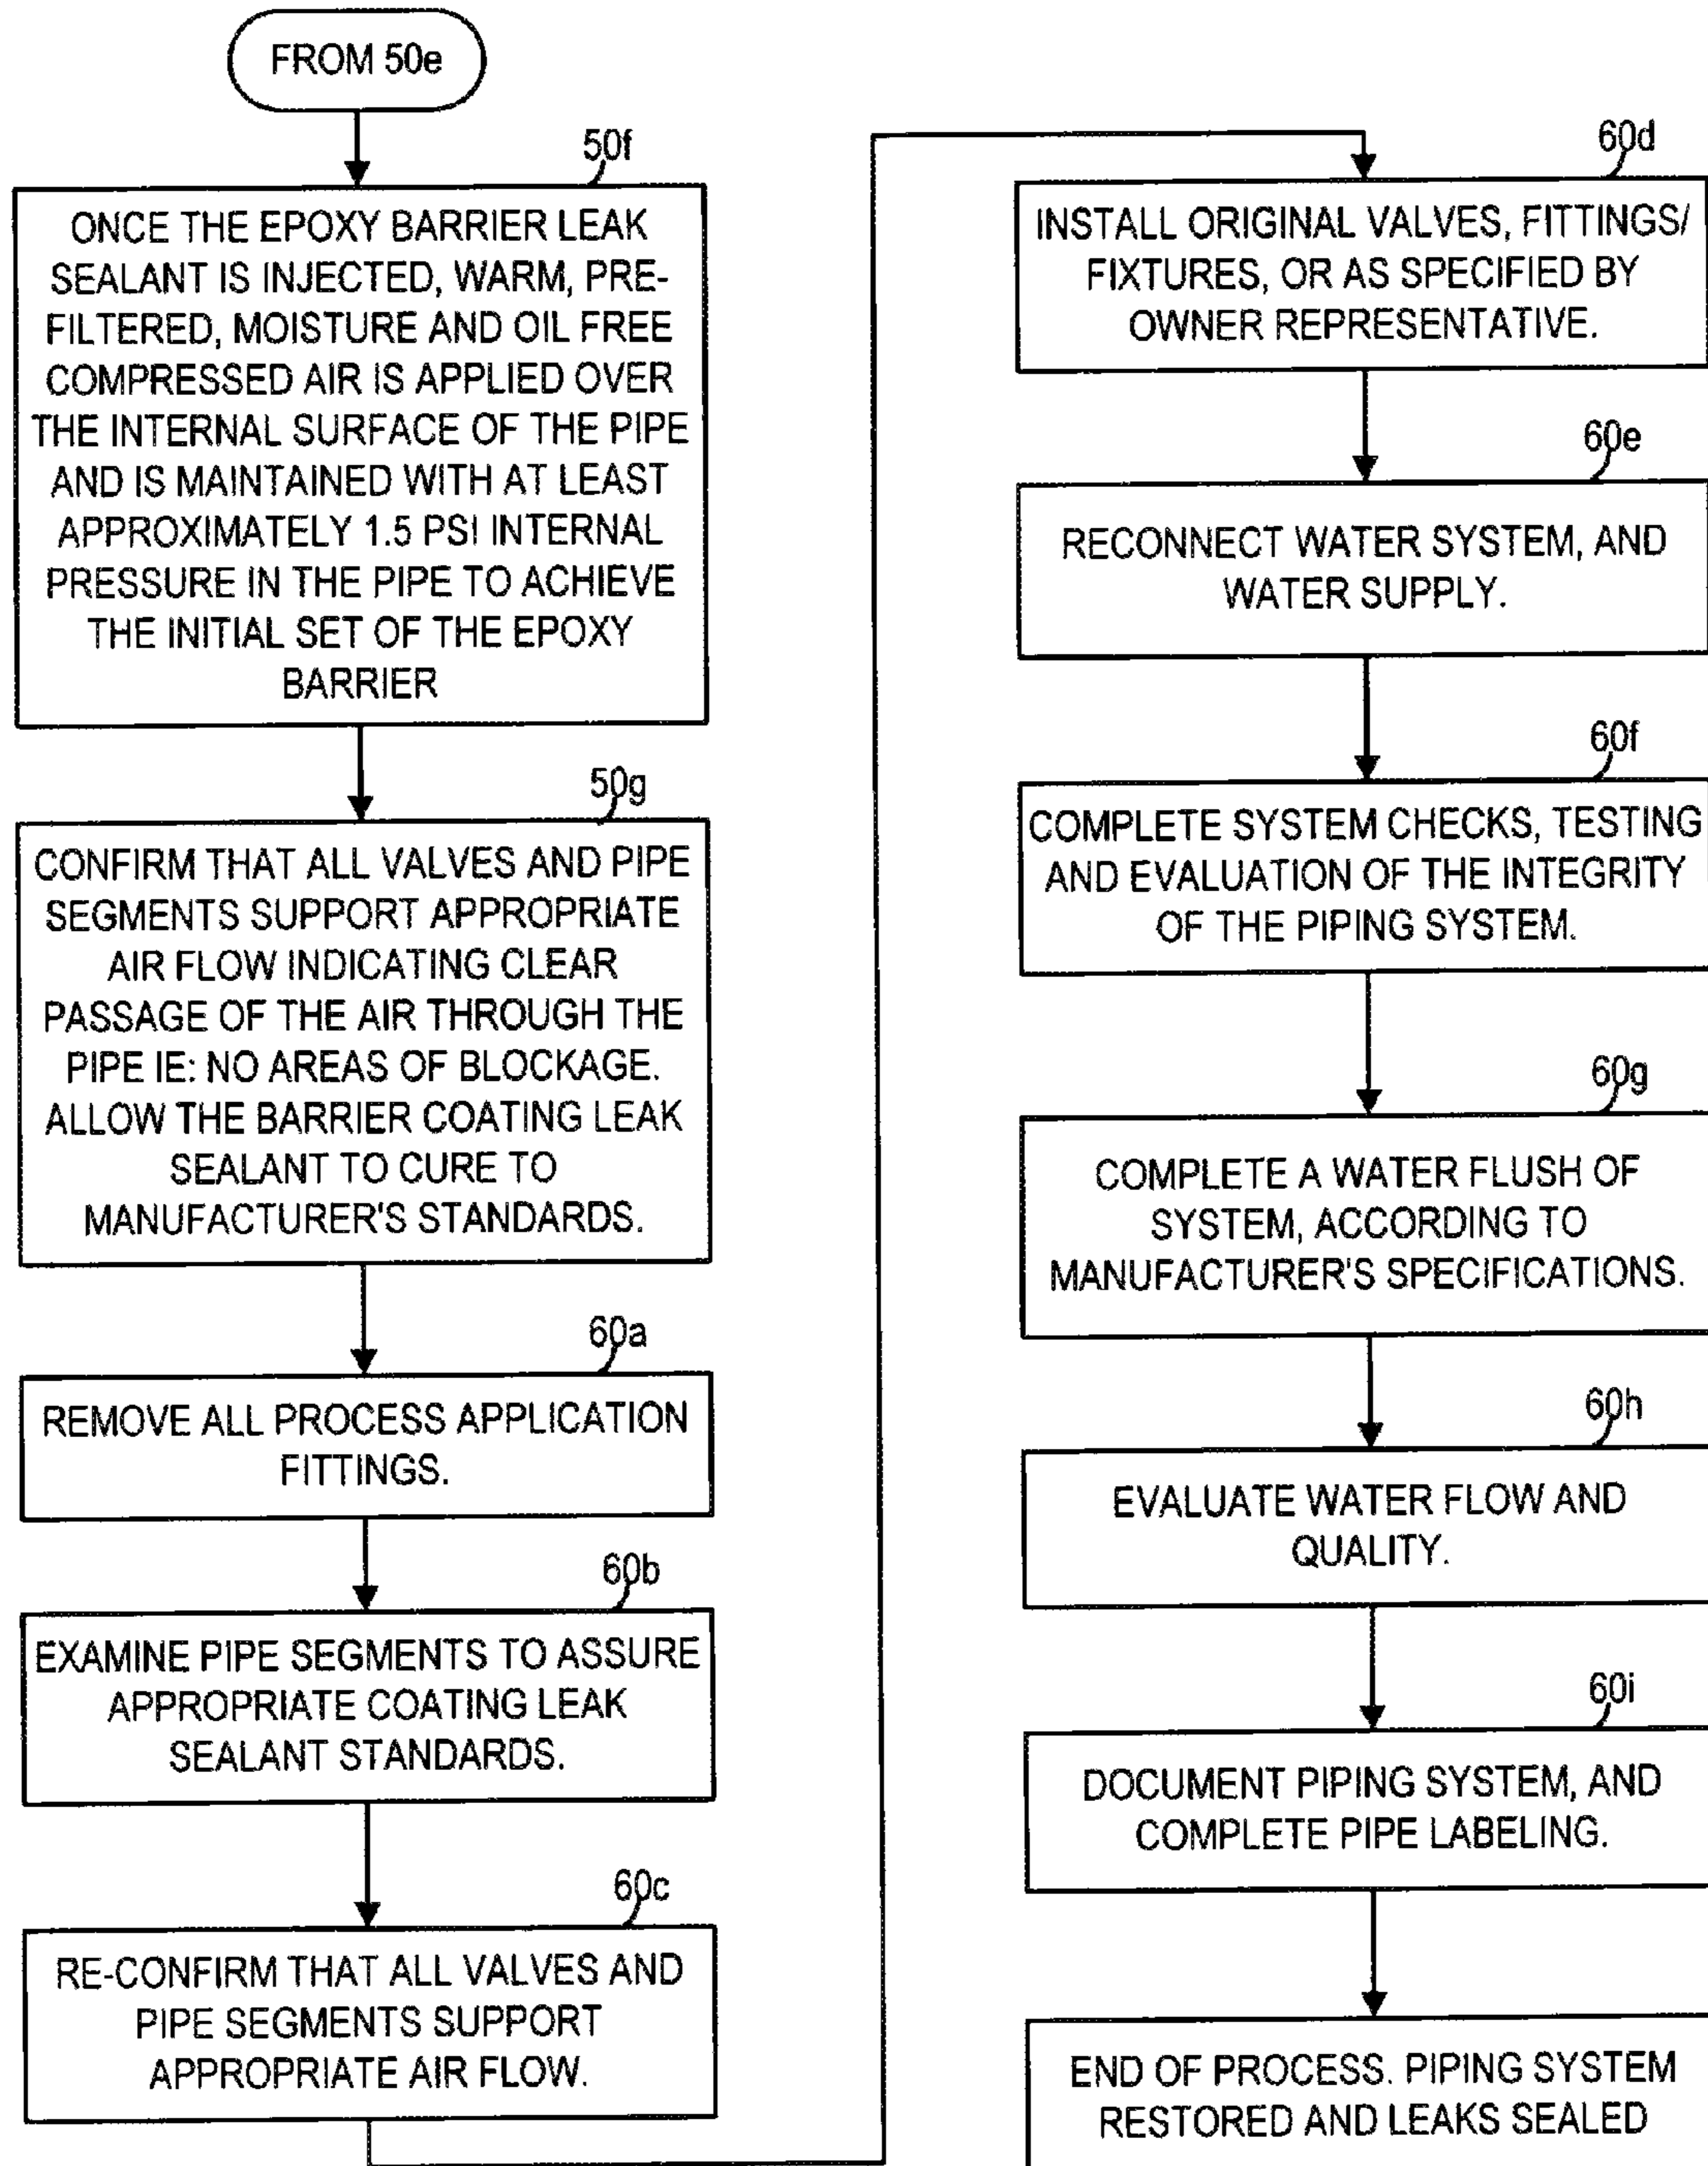 FROM 50e
50f
ONCE THE EPOXY BARRIER LEAK
SEALANT IS INJECTED, WARM, PRE-
FILTERED, MOISTURE AND OIL FREE
COMPRESSED AIR IS APPLIED OVER
THE INTERNAL SURFACE OF THE PIPE
AND IS MAINTAINED WITH AT LEAST
APPROXIMATELY 1.5 PSI INTERNAL
PRESSURE IN THE PIPE TO ACHIEVE
THE INITIAL SET OF THE EPOXY
BARRIER
50g
CONFIRM THAT ALL VALVES AND PIPE
SEGMENTS SUPPORT APPROPRIATE
AIR FLOW INDICATING CLEAR
PASSAGE OF THE AIR THROUGH THE
PIPE IE: NO AREAS OF BLOCKAGE.
ALLOW THE BARRIER COATING LEAK
SEALANT TO CURE TO
MANUFACTURER'S STANDARDS.
60a
REMOVE ALL PROCESS APPLICATION
FITTINGS.
60b
EXAMINE PIPE SEGMENTS TO ASSURE
APPROPRIATE COATING LEAK
SEALANT STANDARDS.
60c
RE-CONFIRM THAT ALL VALVES AND
PIPE SEGMENTS SUPPORT
APPROPRIATE AIR FLOW.
60d
INSTALL ORIGINAL VALVES, FITTINGS/
FIXTURES, OR AS SPECIFIED BY
OWNER REPRESENTATIVE.
60e
RECONNECT WATER SYSTEM, AND
WATER SUPPLY.
60f
COMPLETE SYSTEM CHECKS, TESTING
AND EVALUATION OF THE INTEGRITY
OF THE PIPING SYSTEM.
60g
COMPLETE A WATER FLUSH OF
SYSTEM, ACCORDING TO
MANUFACTURER'S SPECIFICATIONS.
60h
EVALUATE WATER FLOW AND
QUALITY.
60i
DOCUMENT PIPING SYSTEM, AND
COMPLETE PIPE LABELING.
END OF PROCESS. PIPING SYSTEM
RESTORED AND LEAKS SEALED